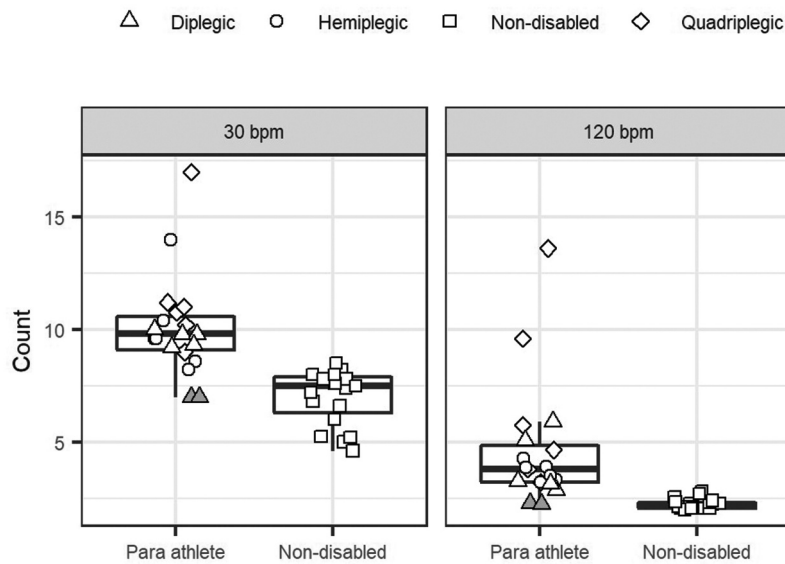 Diplegic Hemiplegic Non-disabled Quadriplegic
30 bpm 120 bpm
15
10
5
Count
Para athlete Non-disabled Para athlete Non-disabled